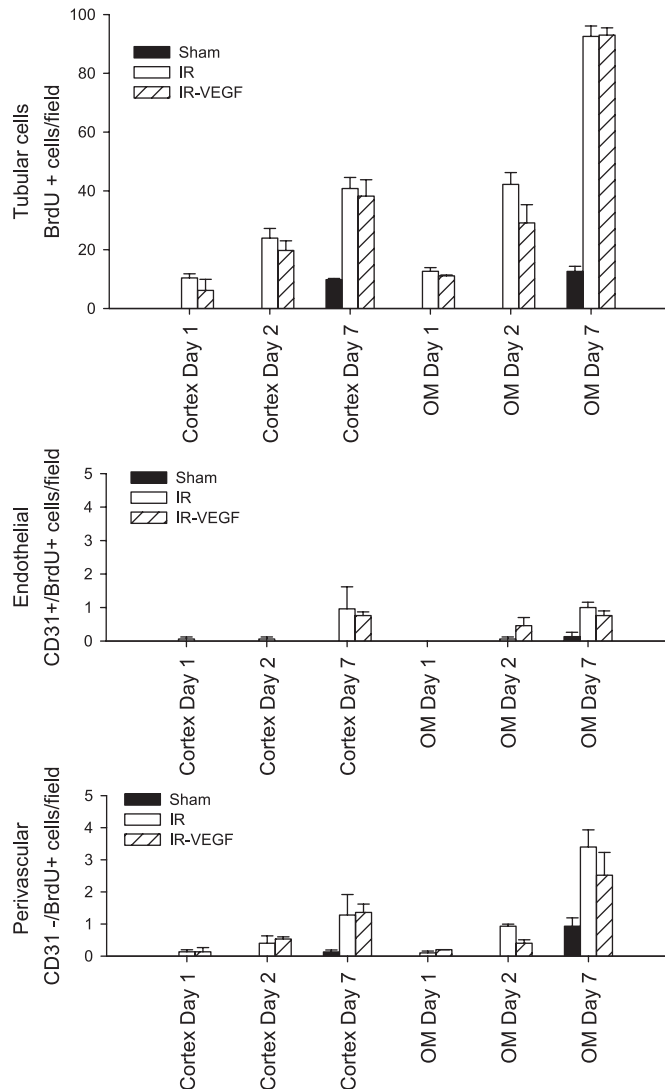 Tubular cells
BrdU + cells/field
100
80
60
40
20
0
Sham
IR
IR-VEGF
Cortex Day 1
Cortex Day 2
Cortex Day 7
OM Day 1
OM Day 2
OM Day 7
Endothelial
CD31+/BrdU+ cells/field
5
4
3
2
1
0
Sham
IR
IR-VEGF
Cortex Day 1
Cortex Day 2
Cortex Day 7
OM Day 1
OM Day 2
OM Day 7
Perivascular
CD31 -/BrdU+ cells/field
5
4
3
2
1
0
Sham
IR
IR-VEGF
Cortex Day 1
Cortex Day 2
Cortex Day 7
OM Day 1
OM Day 2
OM Day 7